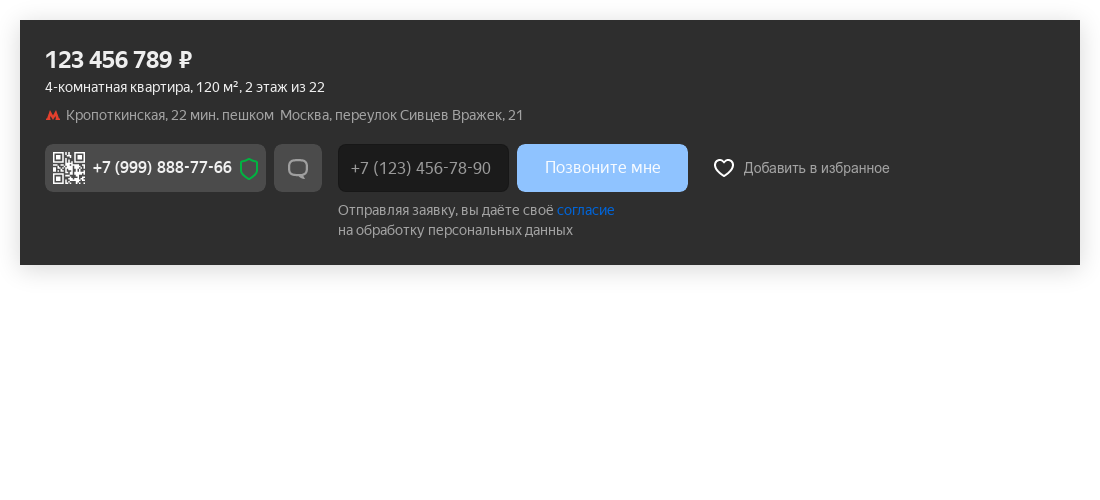 123 456 789 ₽
4-комнатная квартира, 120 м², 2 этаж из 22
Кропоткинская, 22 мин. пешком Москва, переулок Сивцев Вражек, 21
+7 (999) 888-77-66
+7 (123) 456-78-90
Позвоните мне
Добавить в избранное
Отправляя заявку, вы даёте своё согласие
на обработку персональных данных